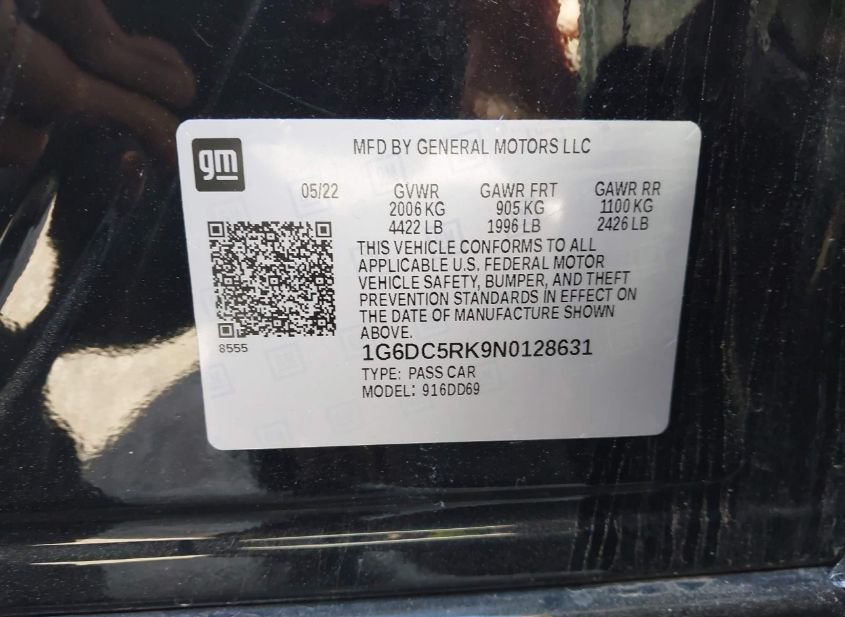 gm
MFD BY GENERAL MOTORS LLC
05/22 GVWR GAWR FRT GAWR RR
2006 KG 905 KG 1100 KG
4422 LB 1996 LB 2426 LB
THIS VEHICLE CONFORMS TO ALL
APPLICABLE U.S. FEDERAL MOTOR
VEHICLE SAFETY, BUMPER, AND THEFT
PREVENTION STANDARDS IN EFFECT ON
THE DATE OF MANUFACTURE SHOWN
ABOVE.
8555
1G6DC5RK9N0128631
TYPE: PASS CAR
MODEL: 916DD69